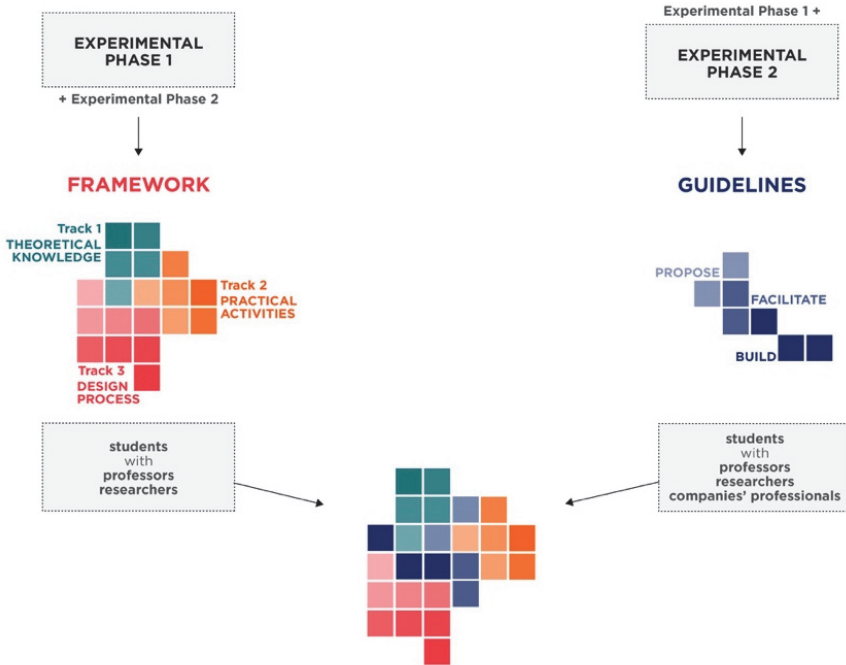 EXPERIMENTAL
PHASE 1
+ Experimental Phase 2
FRAMEWORK
Track 1
THEORETICAL
KNOWLEDGE
Track 2
PRACTICAL
ACTIVITIES
Track 3
DESIGN
PROCESS
students
with
professors
researchers
Experimental Phase 1 +
EXPERIMENTAL
PHASE 2
GUIDELINES
PROPOSE
FACILITATE
BUILD
students
with
professors
researchers
companies’ professionals